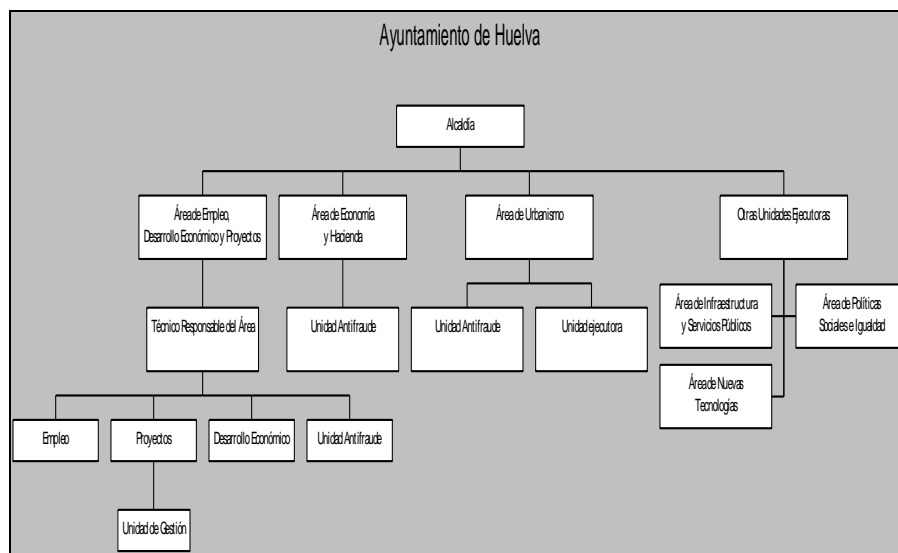 Ayuntamiento de Huelva
Alcaldía
Área de Empleo,
Desarrollo Económico y Proyectos
Área de Economía
y Hacienda
Área de Urbanismo
Otras Unidades Ejecutoras
Técnico Responsable del Área
Unidad Antifraude
Unidad Antifraude
Unidad ejecutora
Área de Infraestructura
y Servicios Públicos
Área de Políticas
Sociales e Igualdad
Área de Nuevas
Tecnologías
Empleo
Proyectos
Desarrollo Económico
Unidad Antifraude
Unidad de Gestión